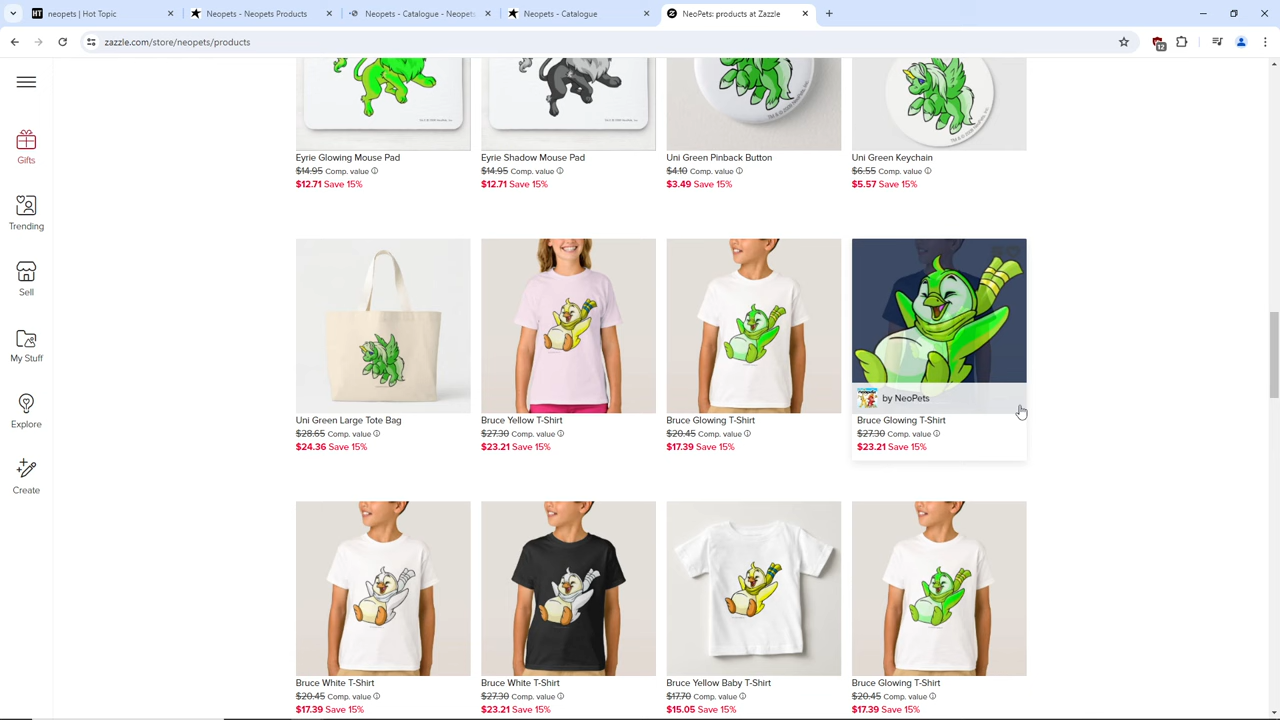 neopets | Hot Topic
Neopets - Neopets Products
Neopets - Catalogue - Neopets
Neopets - Catalogue
NeoPets: products at Zazzle
zazzle.com/store/neopets/products
12
Gifts
Trending
Sell
My Stuff
Explore
Create
Eyrie Glowing Mouse Pad
$14.95 Comp. value
$12.71 Save 15%
Eyrie Shadow Mouse Pad
$14.95 Comp. value
$12.71 Save 15%
Uni Green Pinback Button
$4.10 Comp. value
$3.49 Save 15%
Uni Green Keychain
$6.55 Comp. value
$5.57 Save 15%
Uni Green Large Tote Bag
$28.65 Comp. value
$24.36 Save 15%
Bruce Yellow T-Shirt
$27.30 Comp. value
$23.21 Save 15%
Bruce Glowing T-Shirt
$20.45 Comp. value
$17.39 Save 15%
by NeoPets
Bruce Glowing T-Shirt
$27.30 Comp. value
$23.21 Save 15%
Bruce White T-Shirt
$20.45 Comp. value
$17.39 Save 15%
Bruce White T-Shirt
$27.30 Comp. value
$23.21 Save 15%
Bruce Yellow Baby T-Shirt
$17.70 Comp. value
$15.05 Save 15%
Bruce Glowing T-Shirt
$20.45 Comp. value
$17.39 Save 15%